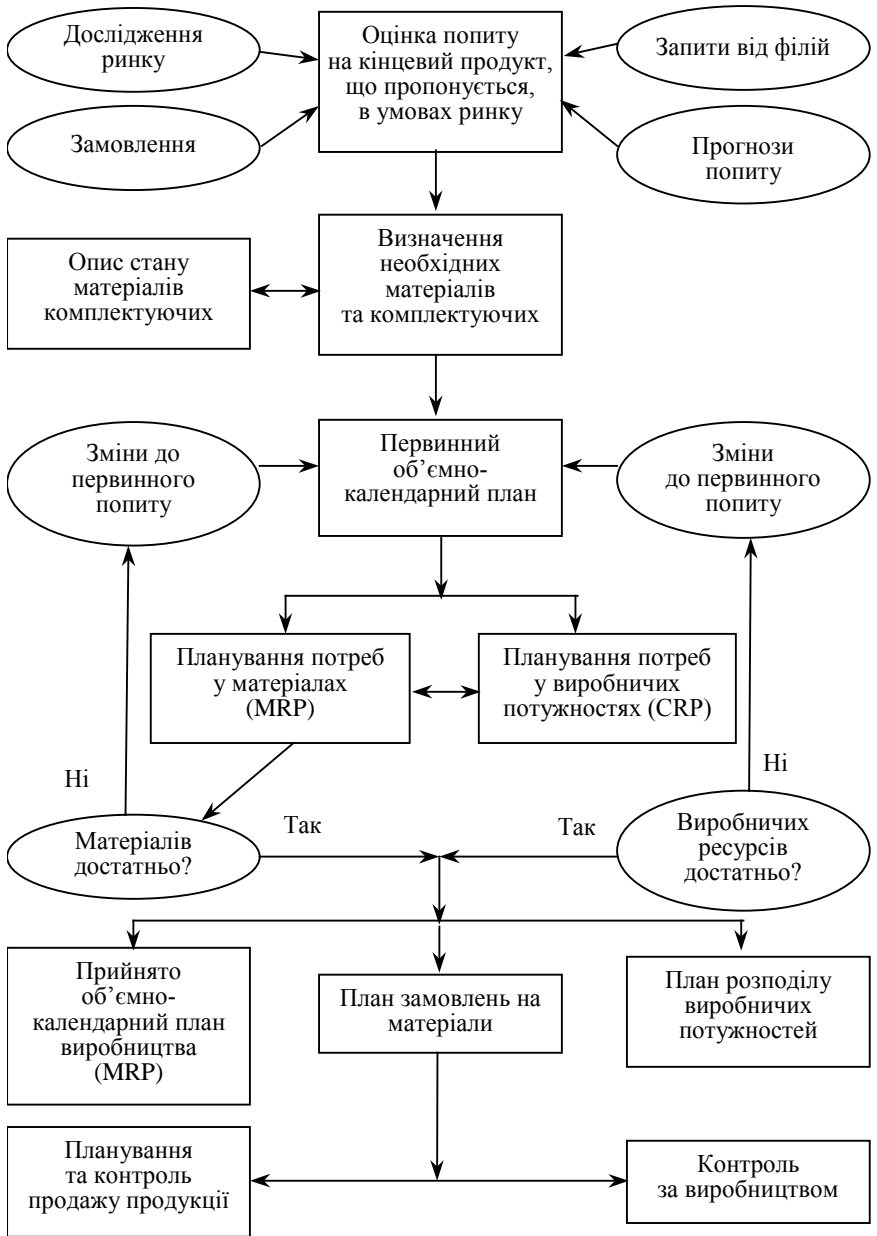 Дослідження
ринку
Оцінка попиту
на кінцевий продукт,
що пропонується,
в умовах ринку
Запити від філій
Замовлення
Прогнози
попиту
Опис стану
матеріалів
комплектуючих
Визначення
необхідних
матеріалів
та комплектуючих
Зміни до
первинного
попиту
Первинний
об’ємно-
календарний план
Зміни
до первинного
попиту
Планування потреб
у матеріалах
(MRP)
Планування потреб
у виробничих
потужностях (CRP)
Ні
Ні
Матеріалів
достатньо?
Так
Так
Виробничих
ресурсів
достатньо?
Прийнято
об’ємно-
календарний план
виробництва
(MRP)
План замовлень на
матеріали
План розподілу
виробничих
потужностей
Планування
та контроль
продажу продукції
Контроль
за виробництвом